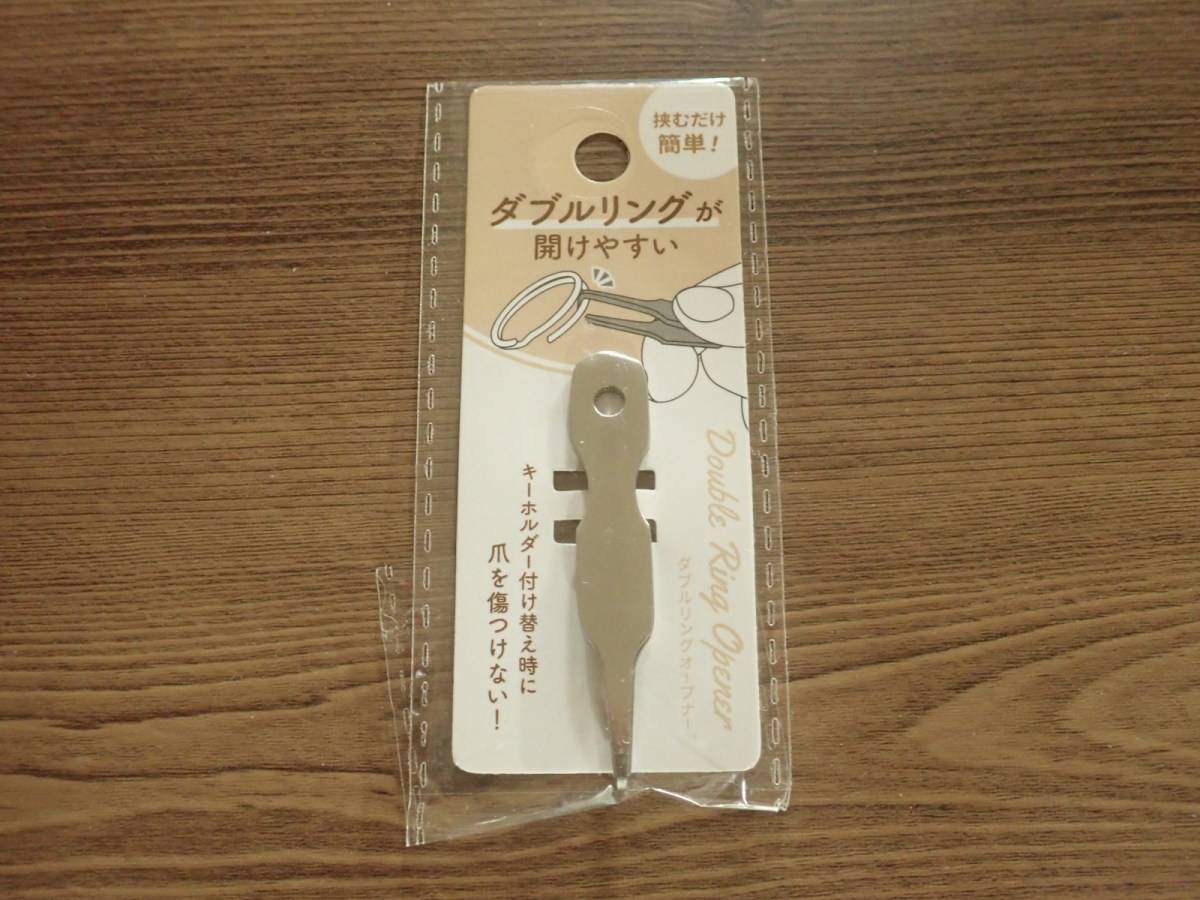 挟むだけ
簡単！
ダブルリングが
開けやすい
キーホルダー付け替え時に
爪を傷つけない！
Double Ring Opener
ダブルリングオープナー